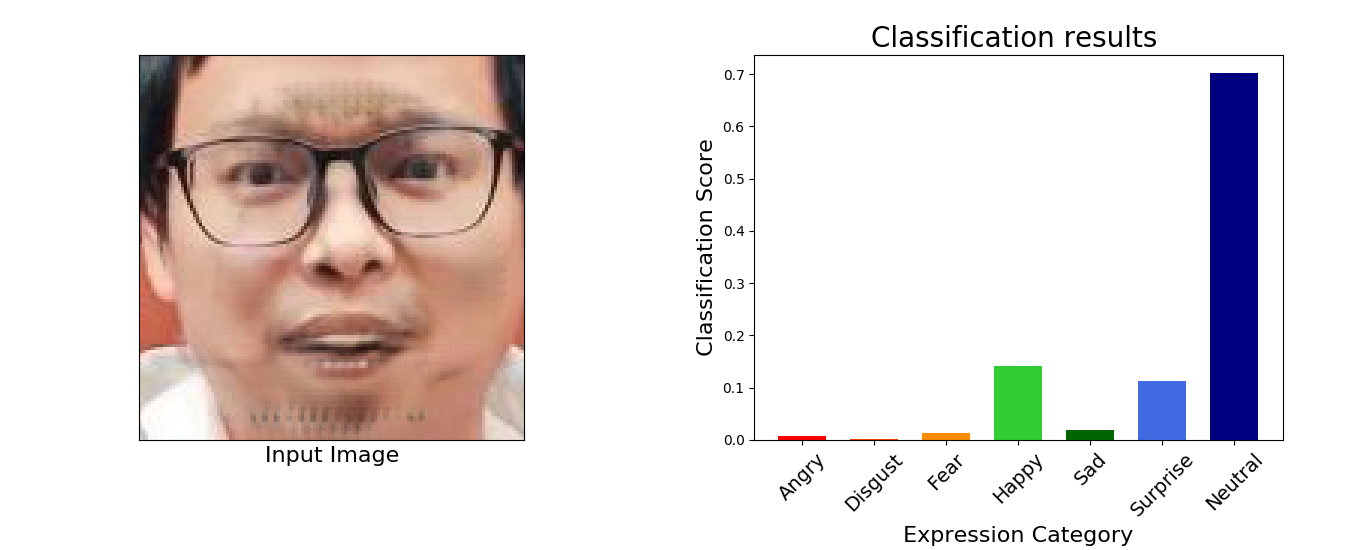 Input Image
Classification results
Classification Score
0.7
0.6
0.5
0.4
0.3
0.2
0.1
0.0
Angry
Disgust
Fear
Happy
Sad
Surprise
Neutral
Expression Category